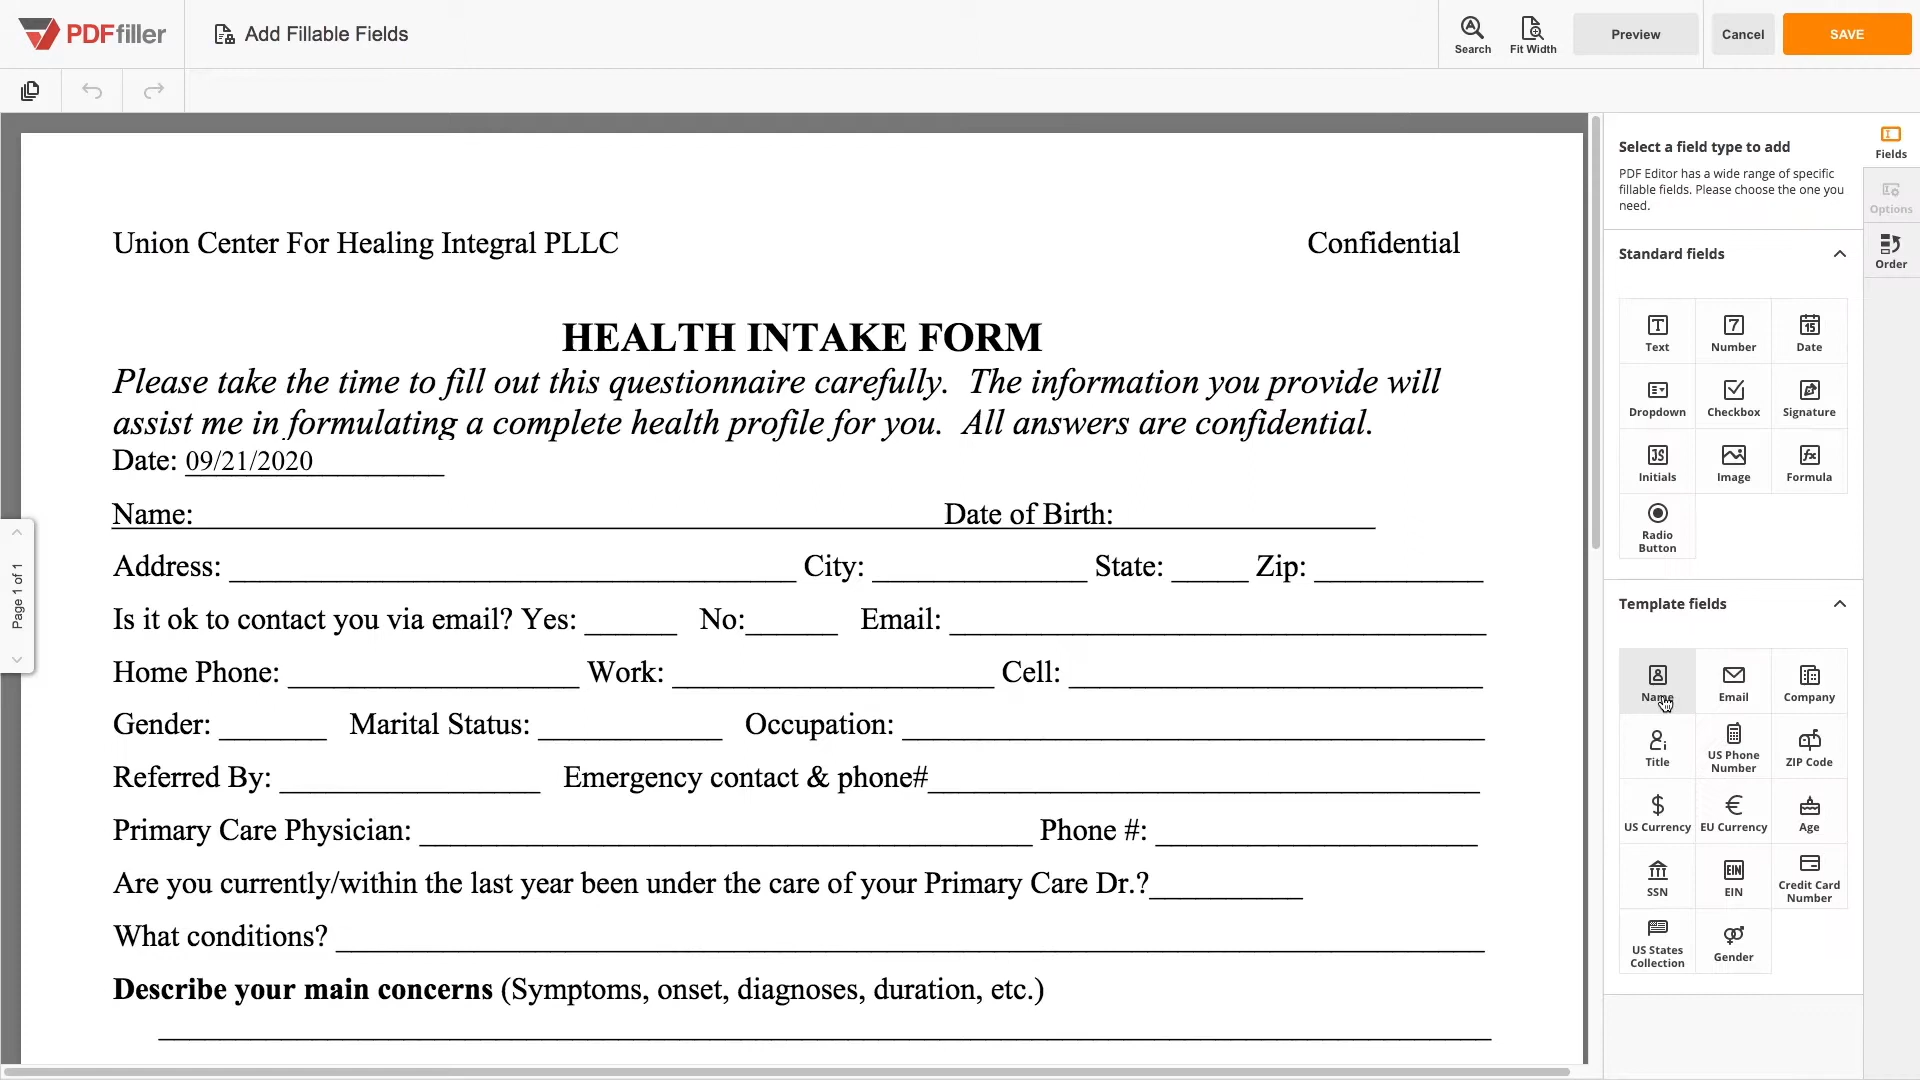 PDFfiller
Add Fillable Fields
Search
Fit Width
Preview
Cancel
SAVE
Union Center For Healing Integral PLLC Confidential
HEALTH INTAKE FORM
Please take the time to fill out this questionnaire carefully. The information you provide will
assist me in formulating a complete health profile for you. All answers are confidential.
Date: 09/21/2020
Name: Date of Birth:
Address: City: State: Zip:
Is it ok to contact you via email? Yes: No: Email:
Home Phone: Work: Cell:
Gender: Marital Status: Occupation:
Referred By: Emergency contact & phone#
Primary Care Physician: Phone #:
Are you currently/within the last year been under the care of your Primary Care Dr.?
What conditions?
Describe your main concerns (Symptoms, onset, diagnoses, duration, etc.)
Page 1 of 1
Select a field type to add
PDF Editor has a wide range of specific
fillable fields. Please choose the one you
need.
Standard fields
Text
Number
7
Date
15
Dropdown
Checkbox
Signature
Initials
JS
Image
Formula
fx
Radio
Button
Template fields
Name
Email
Company
Title
US Phone
Number
ZIP Code
$
US Currency
€
EU Currency
Age
SSN
EIN
EIN
Credit Card
Number
US States
Collection
Gender
Fields
Options
Order